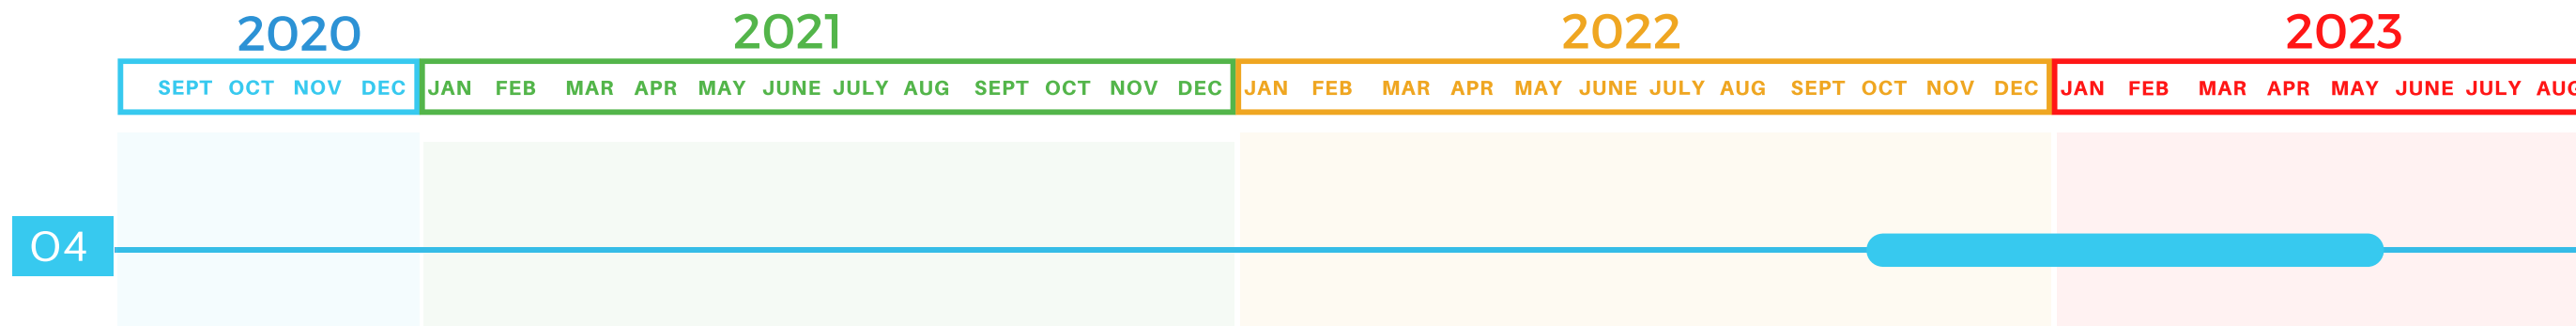 2020 2021 2022 2023
SEPT OCT NOV DEC JAN FEB MAR APR MAY JUNE JULY AUG SEPT OCT NOV DEC JAN FEB MAR APR MAY JUNE JULY AUG SEPT OCT NOV DEC JAN FEB MAR APR MAY JUNE JULY AUG
04